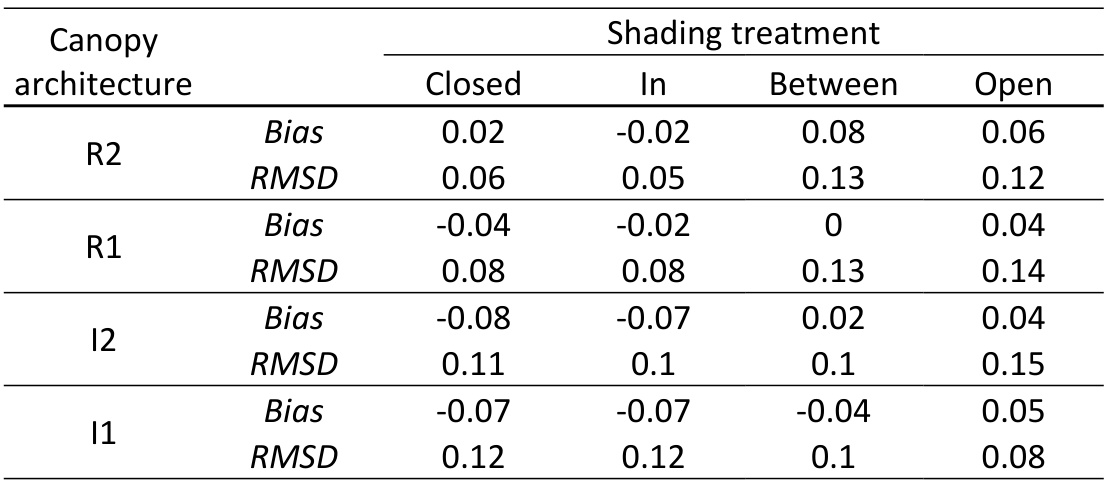 Canopy architecture Shading treatment
Closed In Between Open
R2 Bias 0.02 -0.02 0.08 0.06
RMSD 0.06 0.05 0.13 0.12
R1 Bias -0.04 -0.02 0 0.04
RMSD 0.08 0.08 0.13 0.14
I2 Bias -0.08 -0.07 0.02 0.04
RMSD 0.11 0.1 0.1 0.15
I1 Bias -0.07 -0.07 -0.04 0.05
RMSD 0.12 0.12 0.1 0.08